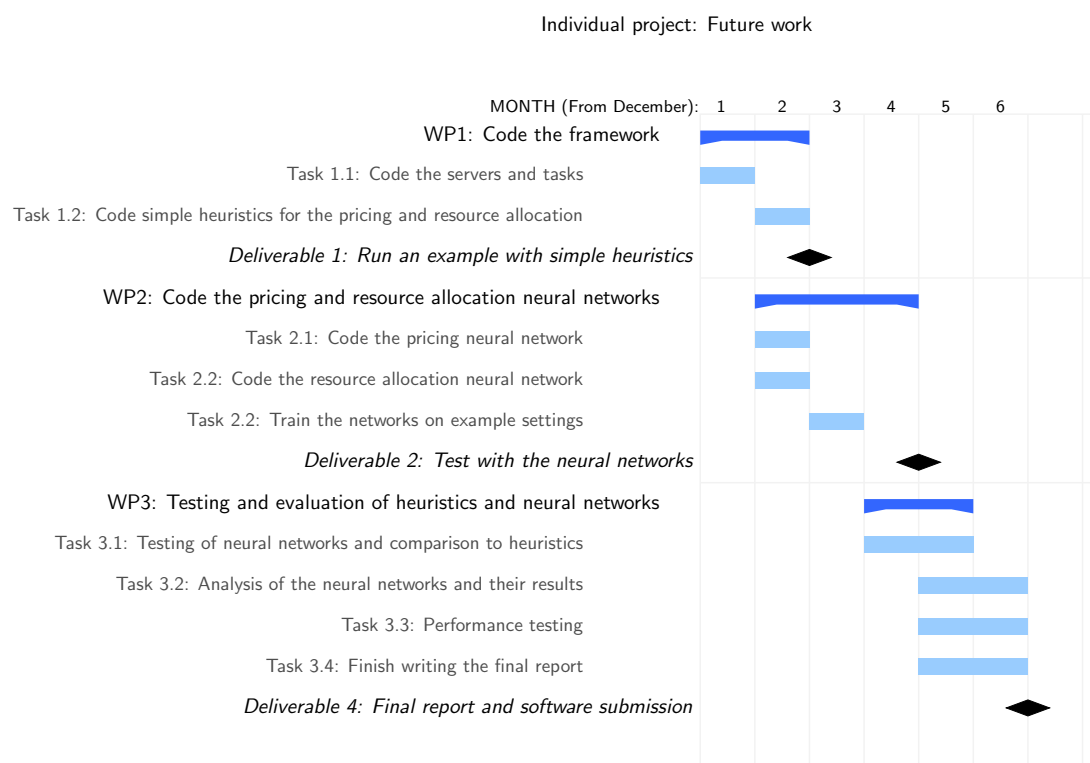 Individual project: Future work
MONTH (From December): 1 2 3 4 5 6
WP1: Code the framework
Task 1.1: Code the servers and tasks
Task 1.2: Code simple heuristics for the pricing and resource allocation
Deliverable 1: Run an example with simple heuristics
WP2: Code the pricing and resource allocation neural networks
Task 2.1: Code the pricing neural network
Task 2.2: Code the resource allocation neural network
Task 2.2: Train the networks on example settings
Deliverable 2: Test with the neural networks
WP3: Testing and evaluation of heuristics and neural networks
Task 3.1: Testing of neural networks and comparison to heuristics
Task 3.2: Analysis of the neural networks and their results
Task 3.3: Performance testing
Task 3.4: Finish writing the final report
Deliverable 4: Final report and software submission